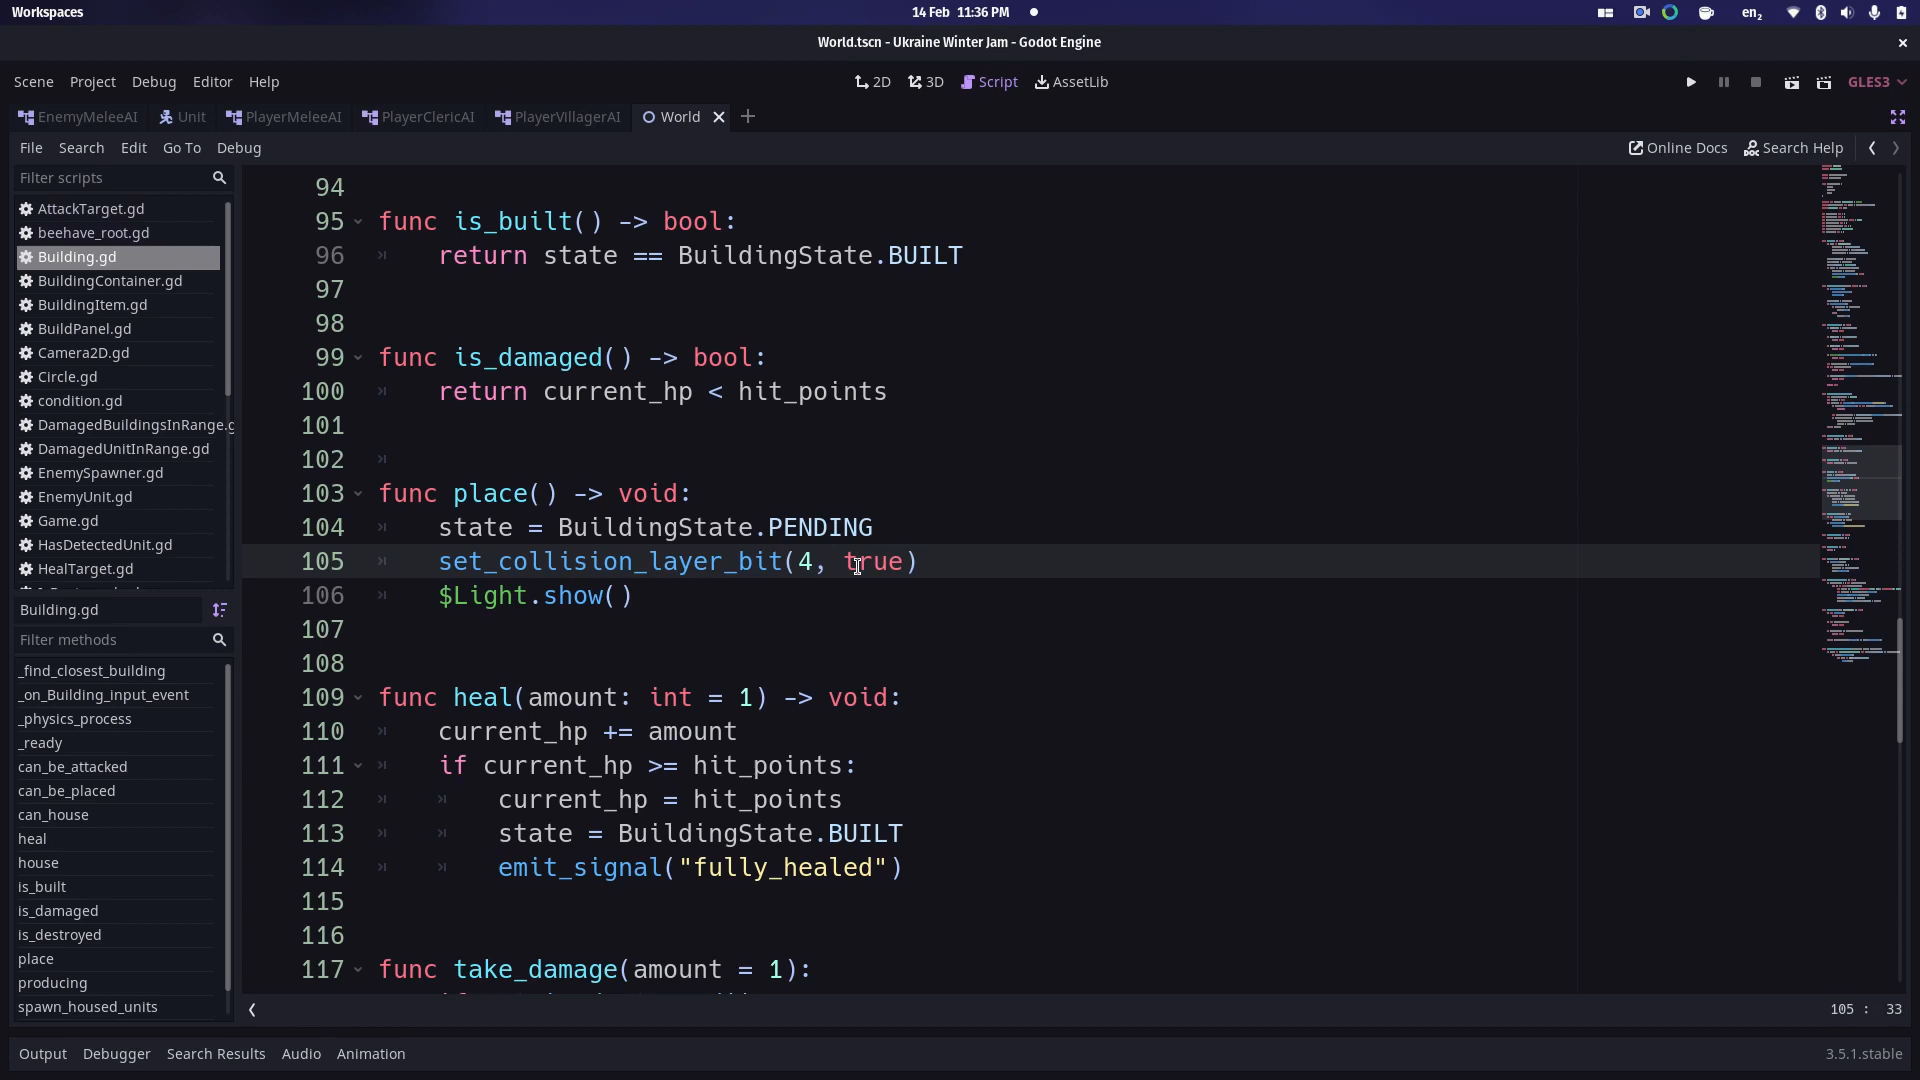 Workspaces
14 Feb 11:36 PM
en₂
World.tscn - Ukraine Winter Jam - Godot Engine
Scene Project Debug Editor Help
2D 3D Script AssetLib
GLES3
EnemyMeleeAI Unit PlayerMeleeAI PlayerClericAI PlayerVillagerAI World
File Search Edit Go To Debug
Online Docs Search Help
Filter scripts
AttackTarget.gd
beehave_root.gd
Building.gd
BuildingContainer.gd
BuildingItem.gd
BuildPanel.gd
Camera2D.gd
Circle.gd
condition.gd
DamagedBuildingsInRange.g
DamagedUnitInRange.gd
EnemySpawner.gd
EnemyUnit.gd
Game.gd
HasDetectedUnit.gd
HealTarget.gd
Building.gd
Filter methods
_find_closest_building
_on_Building_input_event
_physics_process
_ready
can_be_attacked
can_be_placed
can_house
heal
house
is_built
is_damaged
is_destroyed
place
producing
spawn_housed_units
94
95 func is_built() -> bool:
96 return state == BuildingState.BUILT
97
98
99 func is_damaged() -> bool:
100 return current_hp < hit_points
101
102
103 func place() -> void:
104 state = BuildingState.PENDING
105 set_collision_layer_bit(4, true)
106 $Light.show()
107
108
109 func heal(amount: int = 1) -> void:
110 current_hp += amount
111 if current_hp >= hit_points:
112 current_hp = hit_points
113 state = BuildingState.BUILT
114 emit_signal("fully_healed")
115
116
117 func take_damage(amount = 1):
105 : 33
Output Debugger Search Results Audio Animation
3.5.1.stable